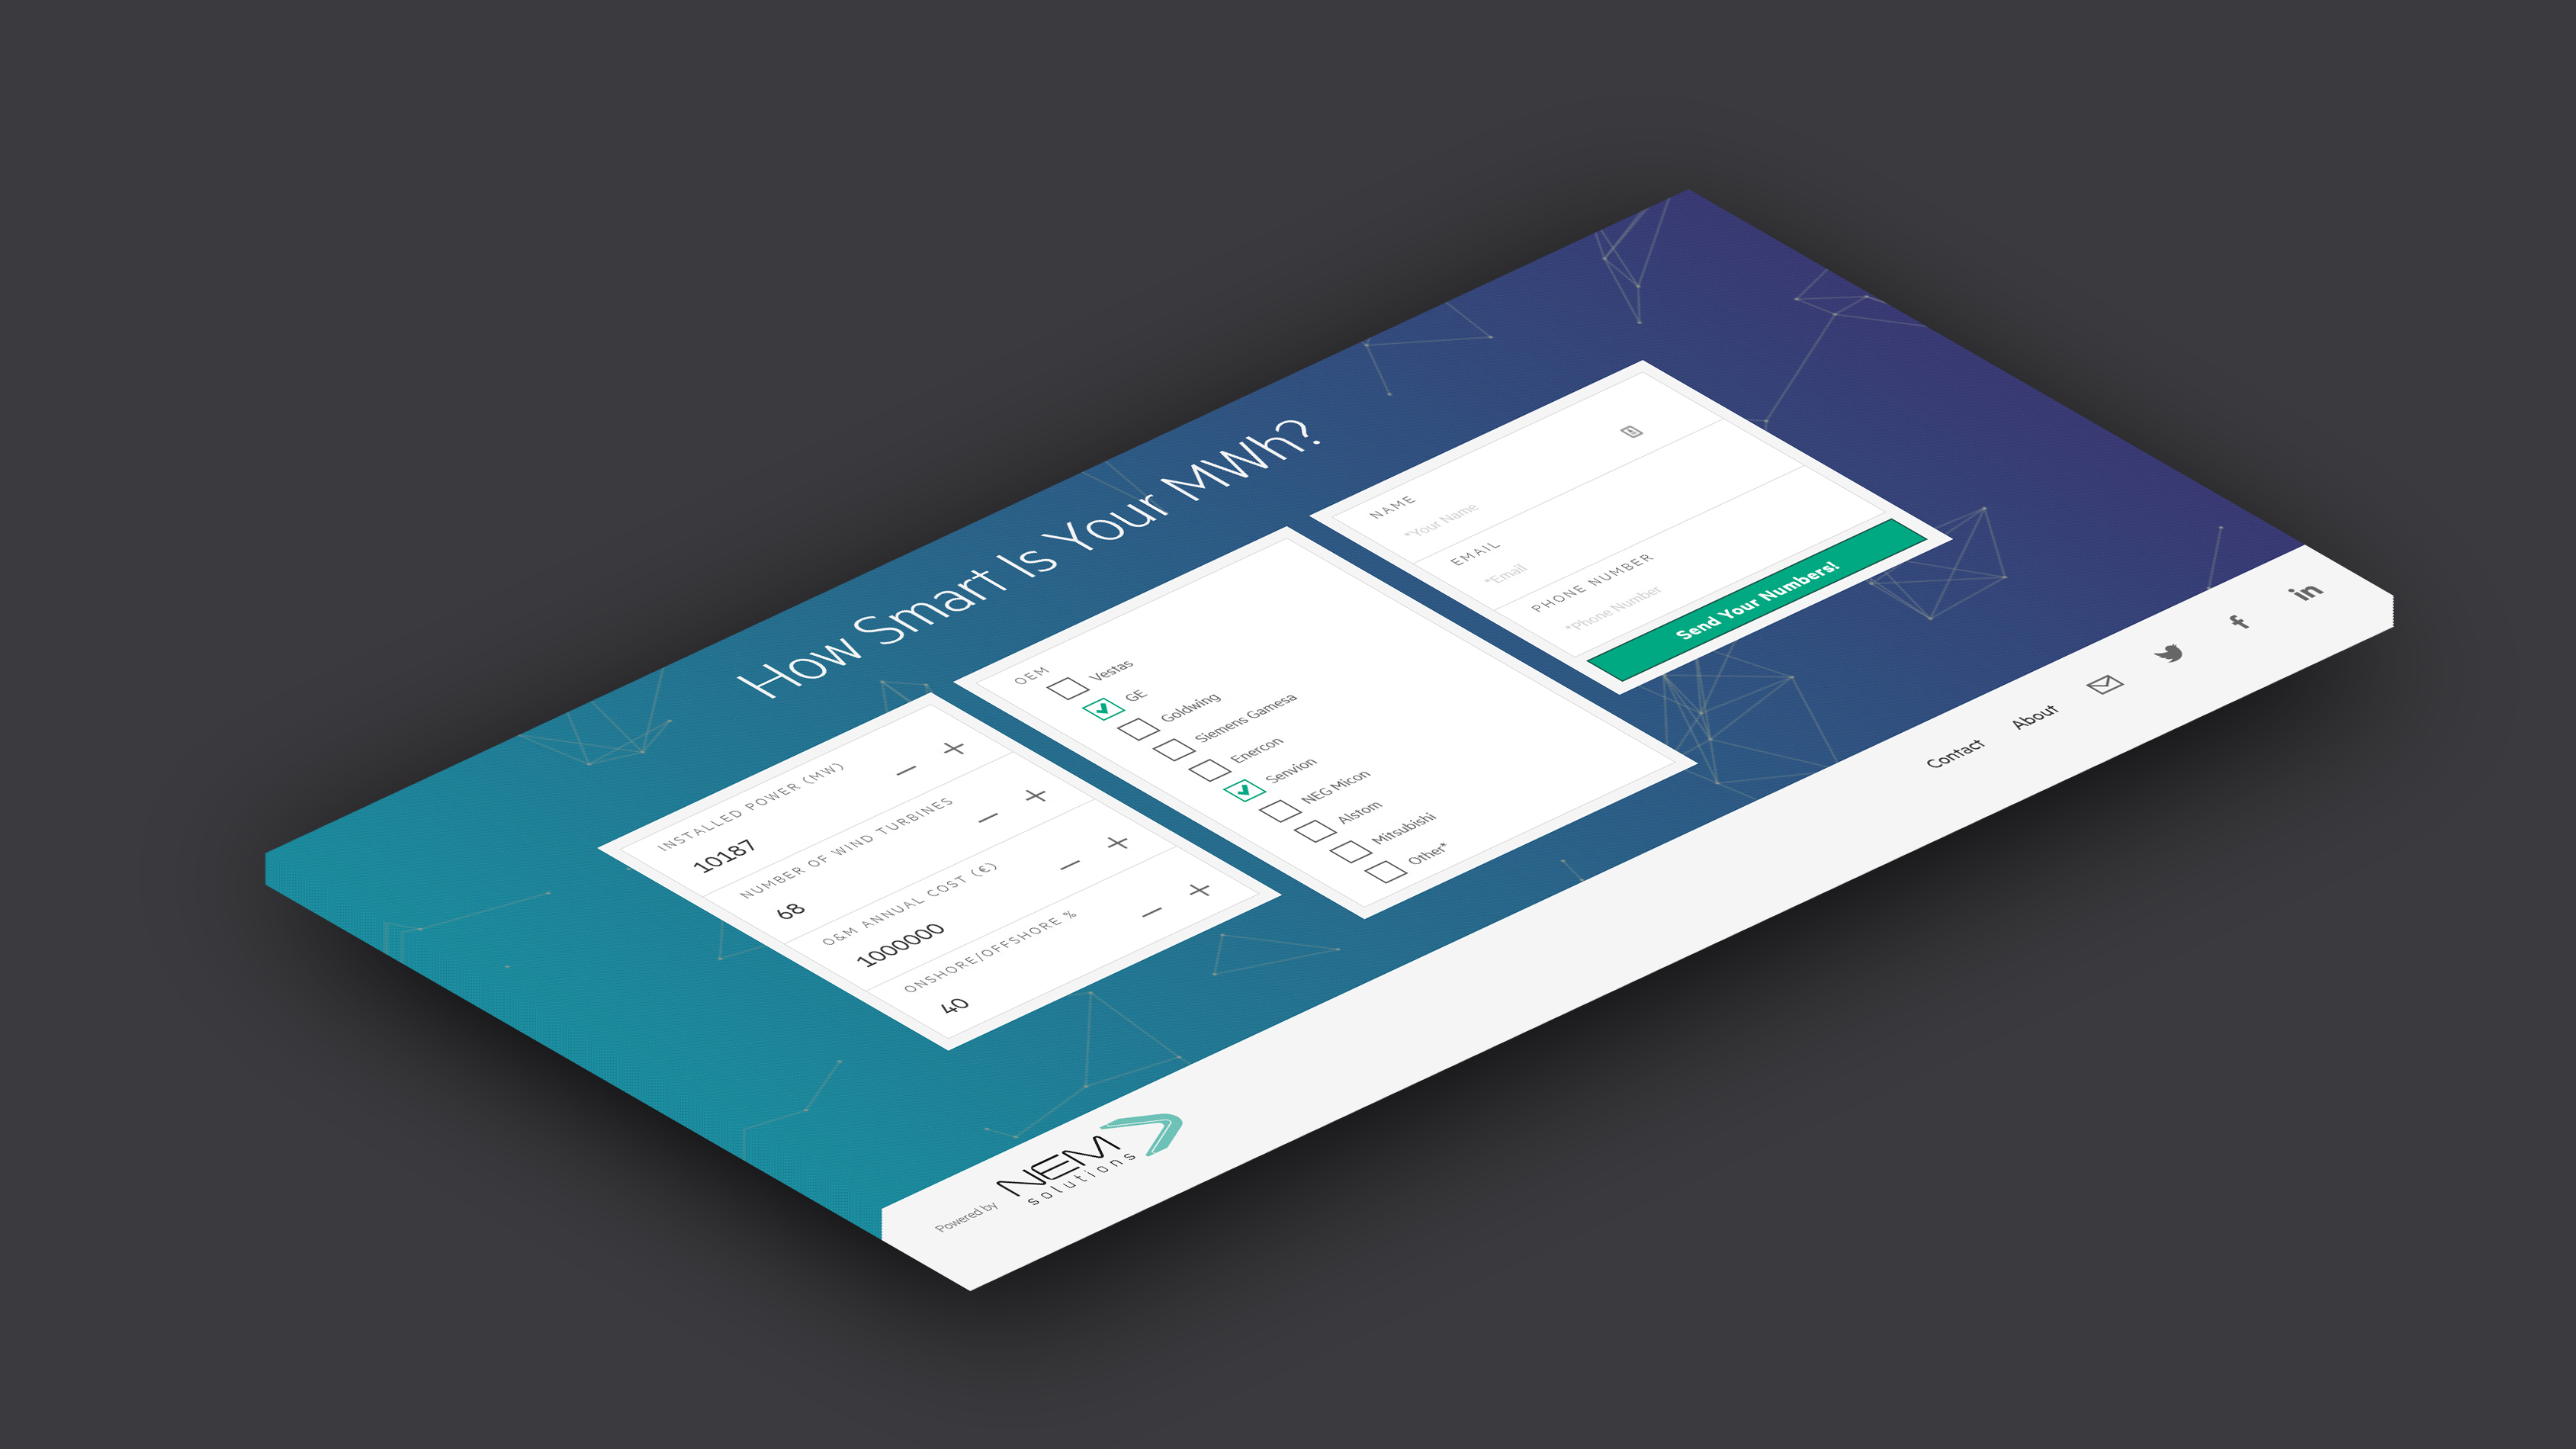 How Smart Is Your MWh?
INSTALLED POWER (MW)
10187
NUMBER OF WIND TURBINES
68
O&M ANNUAL COST (€)
1000000
ONSHORE/OFFSHORE %
40
OEM
Vestas
GE
Goldwing
Siemens Gamesa
Enercon
Senvion
NEG Micon
Alstom
Mitsubishi
Other*
NAME
*Your Name
EMAIL
*Email
PHONE NUMBER
*Phone Number
Send Your Numbers!
Powered by
NEM
solutions
Contact
About